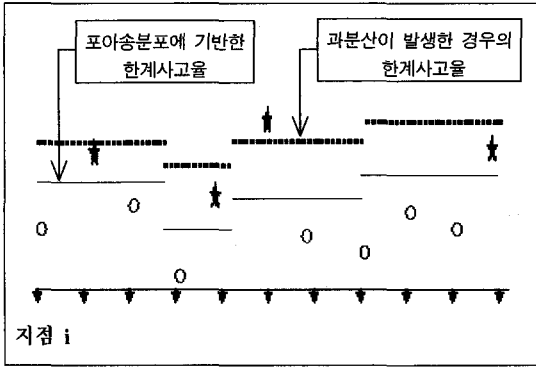 포아송분포에 기반한
한계사고율
과분산이 발생한 경우의
한계사고율
지점 i